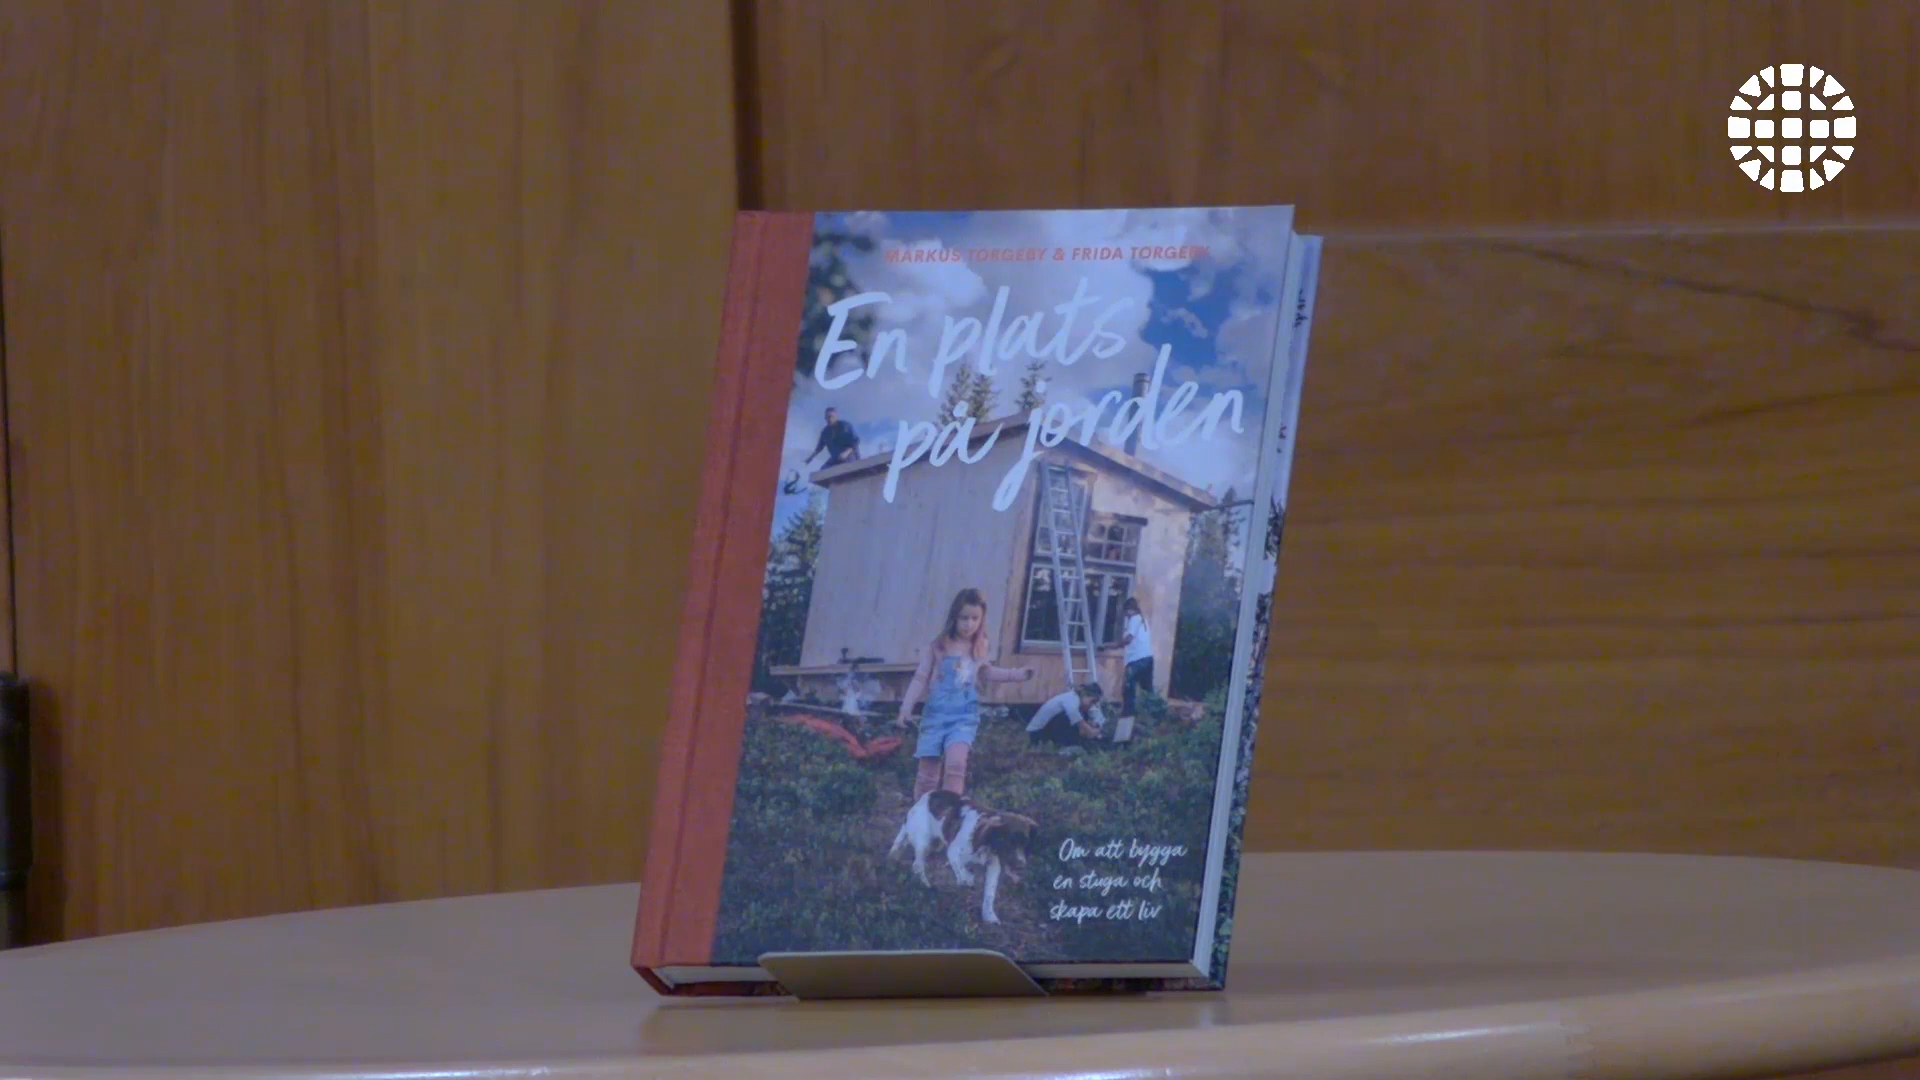 MARKUS TORGEBY & FRIDA TORGEBY
En plats
på jorden
Om att bygga
en stuga och
skapa ett liv